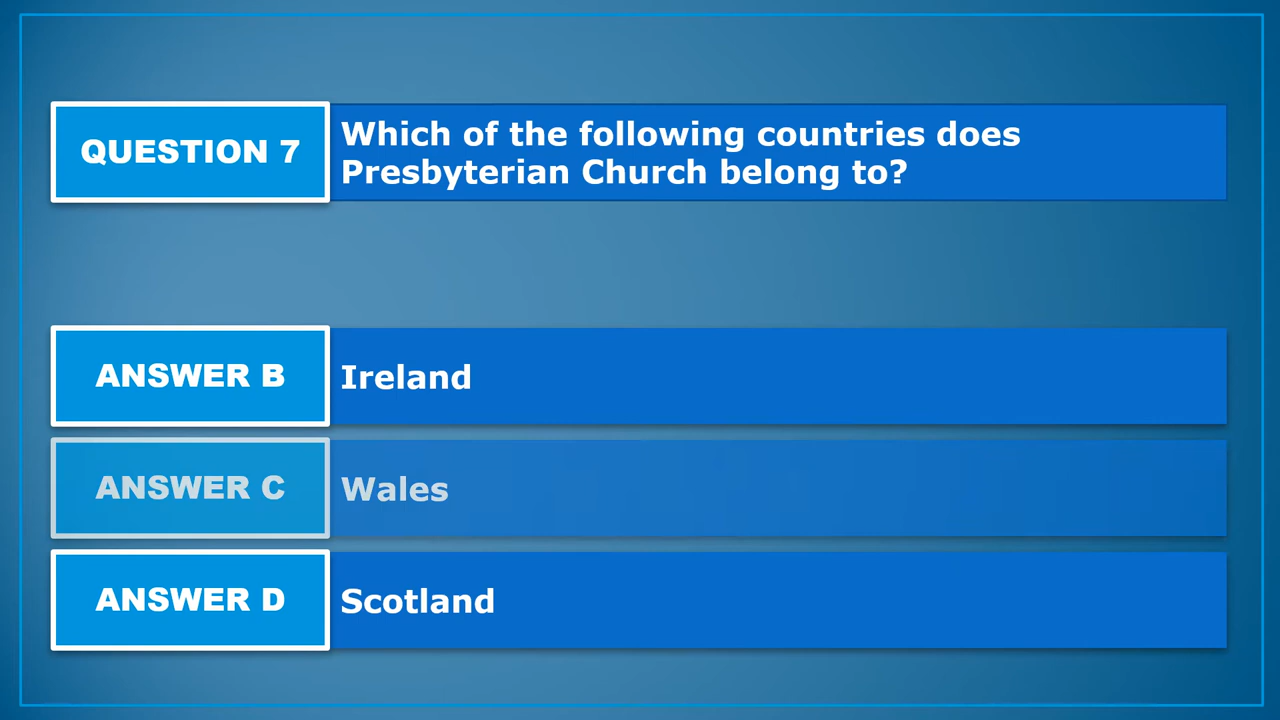 QUESTION 7
Which of the following countries does
Presbyterian Church belong to?
ANSWER B
Ireland
ANSWER C
Wales
ANSWER D
Scotland